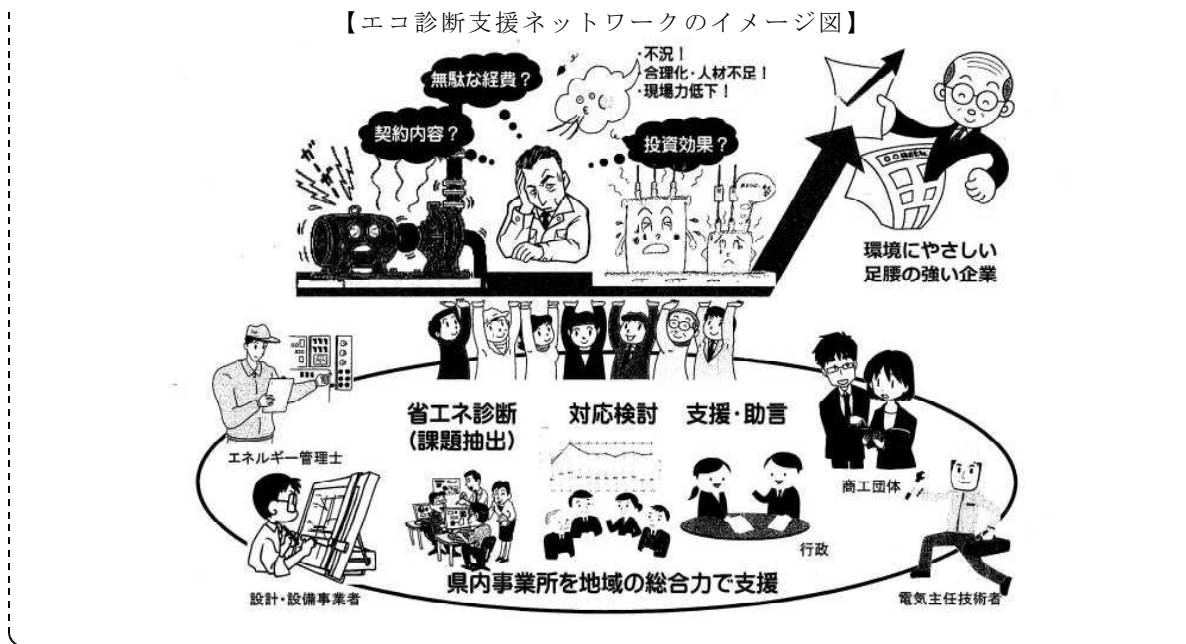 【エコ診断支援ネットワークのイメージ図】
・不況!
・合理化・人材不足!
・現場力低下!
無駄な経費?
契約内容?
投資効果?
ガガガ
環境にやさしい
足腰の強い企業
省エネ診断
(課題抽出)
対応検討
支援・助言
エネルギー管理士
商工団体
行政
設計・設備事業者
電気主任技術者
県内事業所を地域の総合力で支援